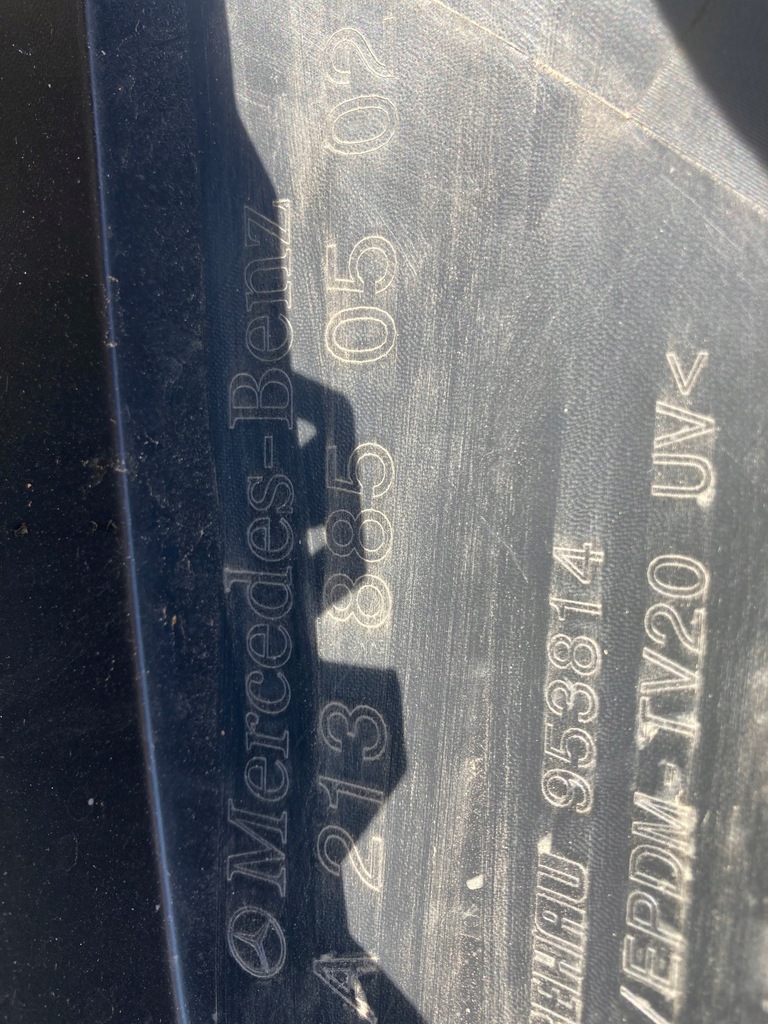 Mercedes-Benz
A 213 885 05 02
REHAU 953814
/EPDM-TV20 UV<